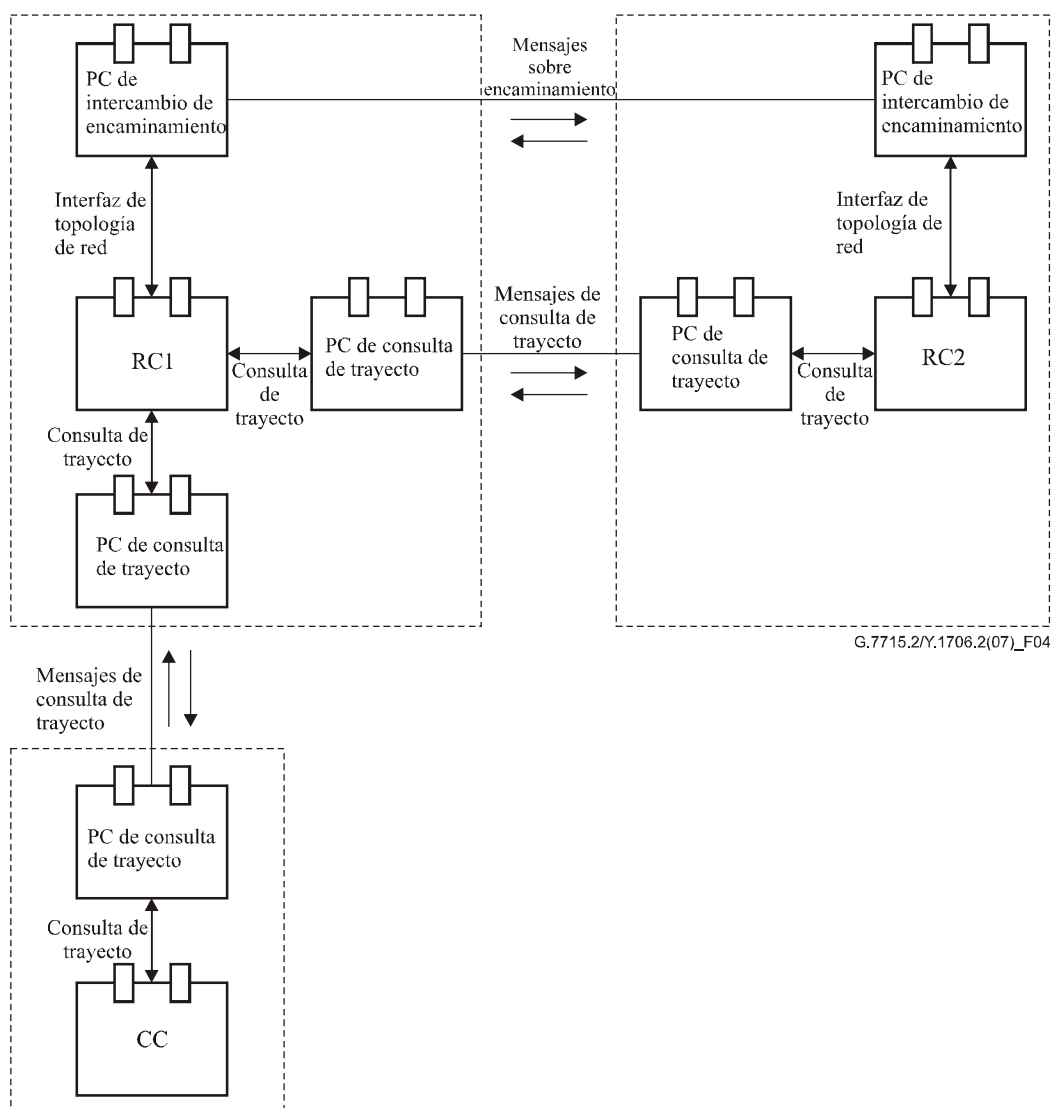 PC de
intercambio de
encaminamiento
Mensajes
sobre
encaminamiento
PC de
intercambio de
encaminamiento
Interfaz de
topología
de red
Interfaz de
topología de
red
RC1
Consulta
de
trayecto
PC de consulta
de trayecto
Mensajes de
consulta de
trayecto
PC de
consulta de
trayecto
Consulta
de
trayecto
RC2
Consulta de
trayecto
PC de consulta
de trayecto
G.7715.2/Y.1706.2(07)_F04
Mensajes de
consulta de
trayecto
PC de consulta
de trayecto
Consulta de
trayecto
CC